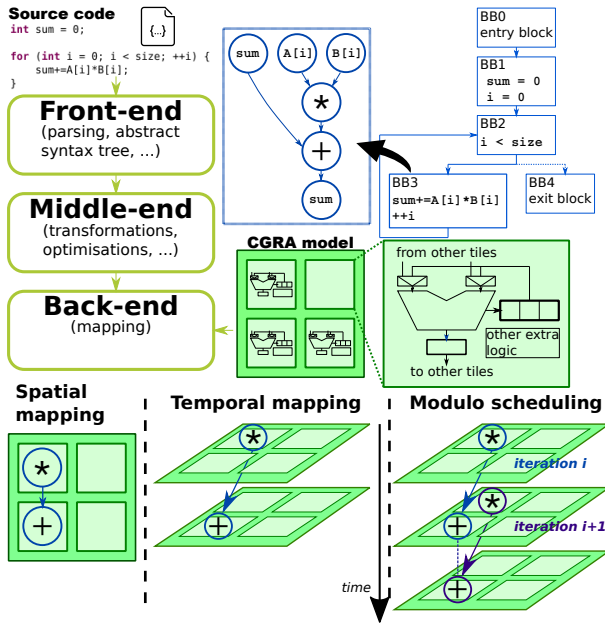 Source code
int sum = 0;
{...}
for (int i = 0; i < size; ++i) {
sum+=A[i]*B[i];
}
Front-end
(parsing, abstract
syntax tree, ...)
Middle-end
(transformations,
optimisations, ...)
Back-end
(mapping)
sum
A[i]
B[i]
*
+
sum
BB0
entry block
BB1
sum = 0
i = 0
BB2
i < size
BB3
sum+=A[i]*B[i]
++i
BB4
exit block
CGRA model
from other tiles
other extra
logic
to other tiles
Spatial
mapping
*
+
Temporal mapping
*
+
time
Modulo scheduling
*
iteration i
*
+
iteration i+1
+